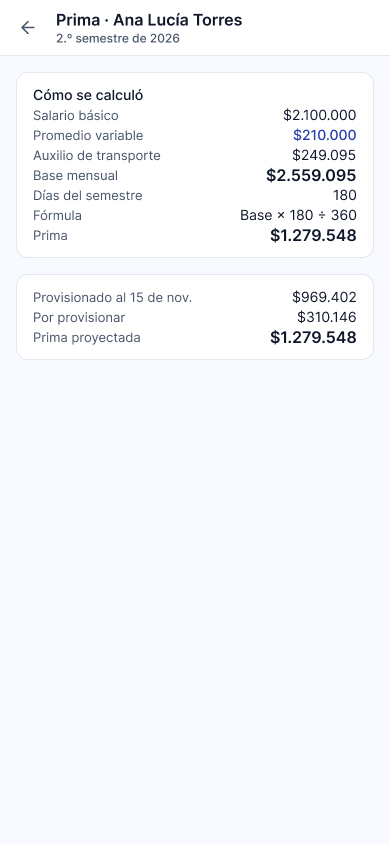 Prima · Ana Lucía Torres
2.º semestre de 2026
Cómo se calculó
Salario básico $2.100.000
Promedio variable $210.000
Auxilio de transporte $249.095
Base mensual $2.559.095
Días del semestre 180
Fórmula Base × 180 ÷ 360
Prima $1.279.548
Provisionado al 15 de nov. $969.402
Por provisionar $310.146
Prima proyectada $1.279.548